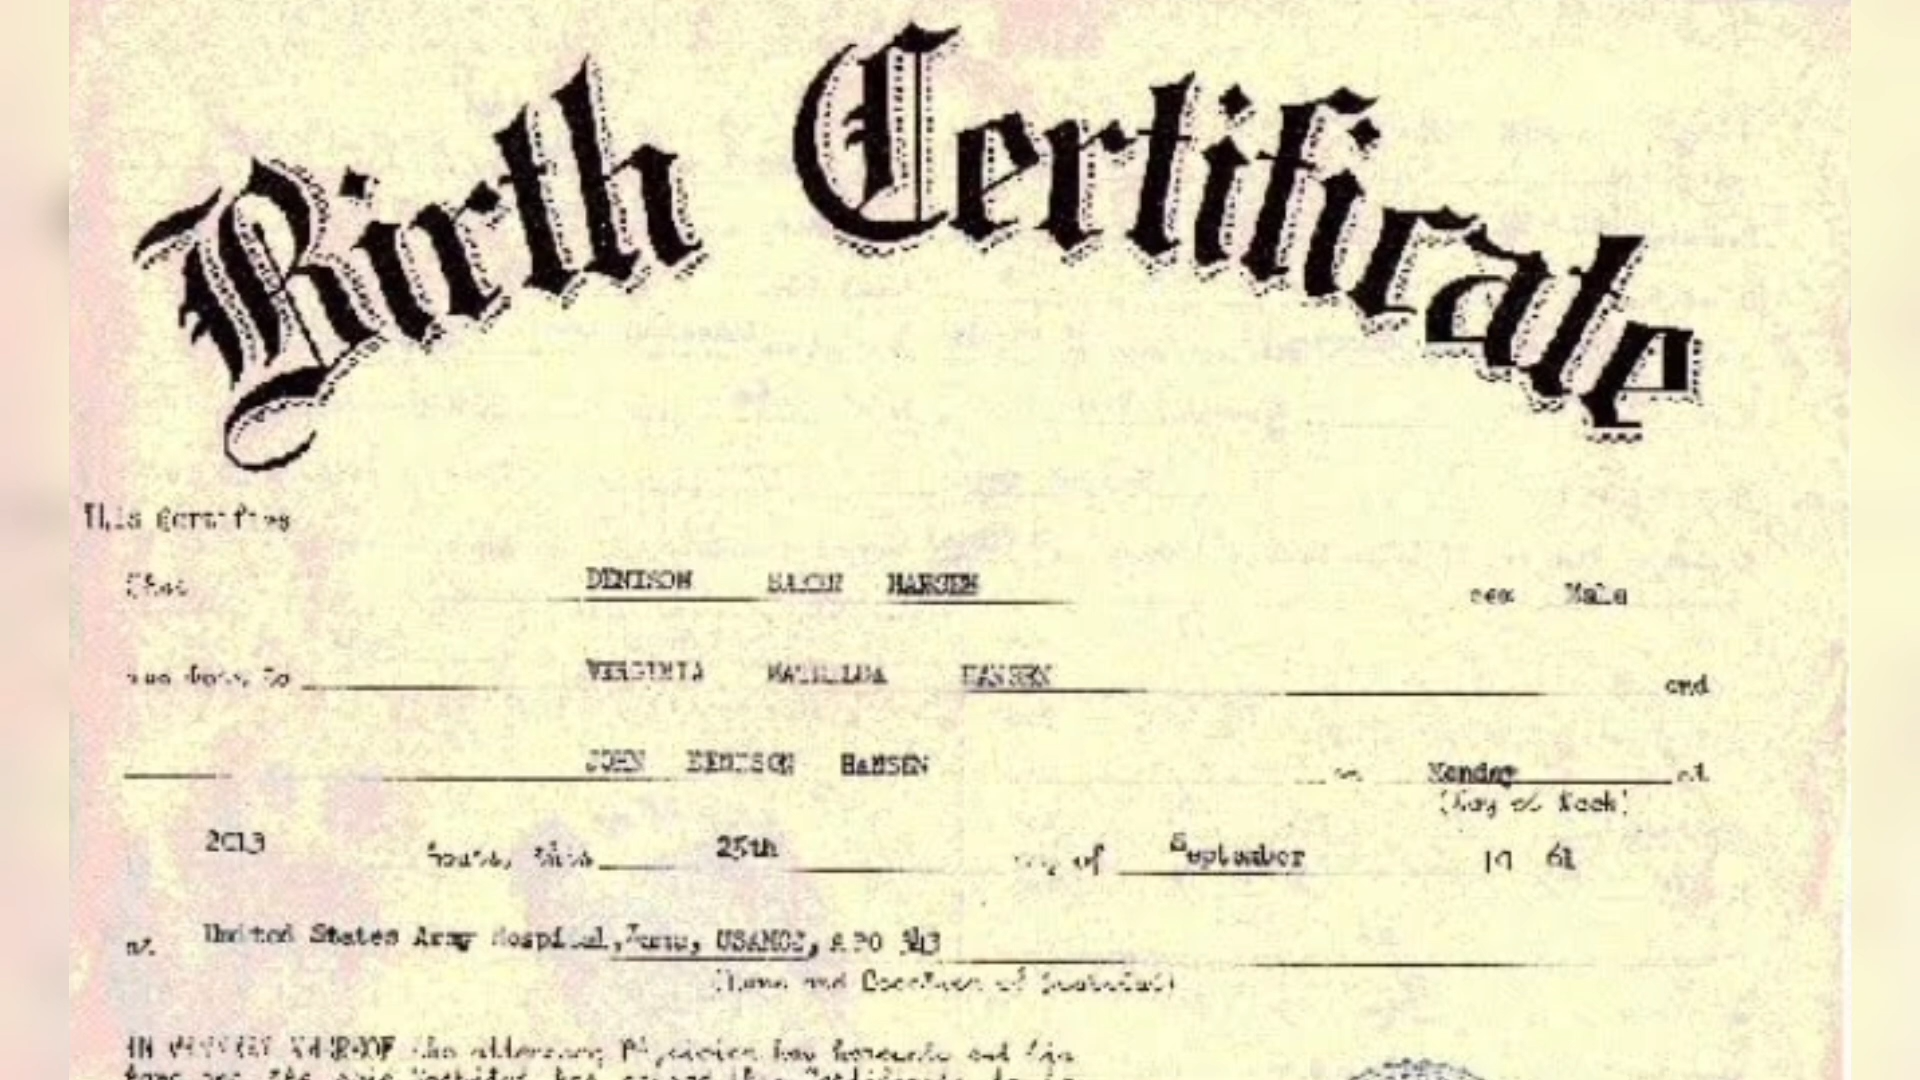 Birth Certificate
This Certifies
that DENISON HANSEN sex Male
was born to VIRGINIA MATHILDA HANSEN and
JOHN DENISON HANSEN on Monday at
(Day of Week)
2013 hours, this 25th day of September 19 61
at United States Army Hospital, APO 343
(Name and Location of Hospital)
IN WITNESS WHEREOF the attending Physician has hereunto set his